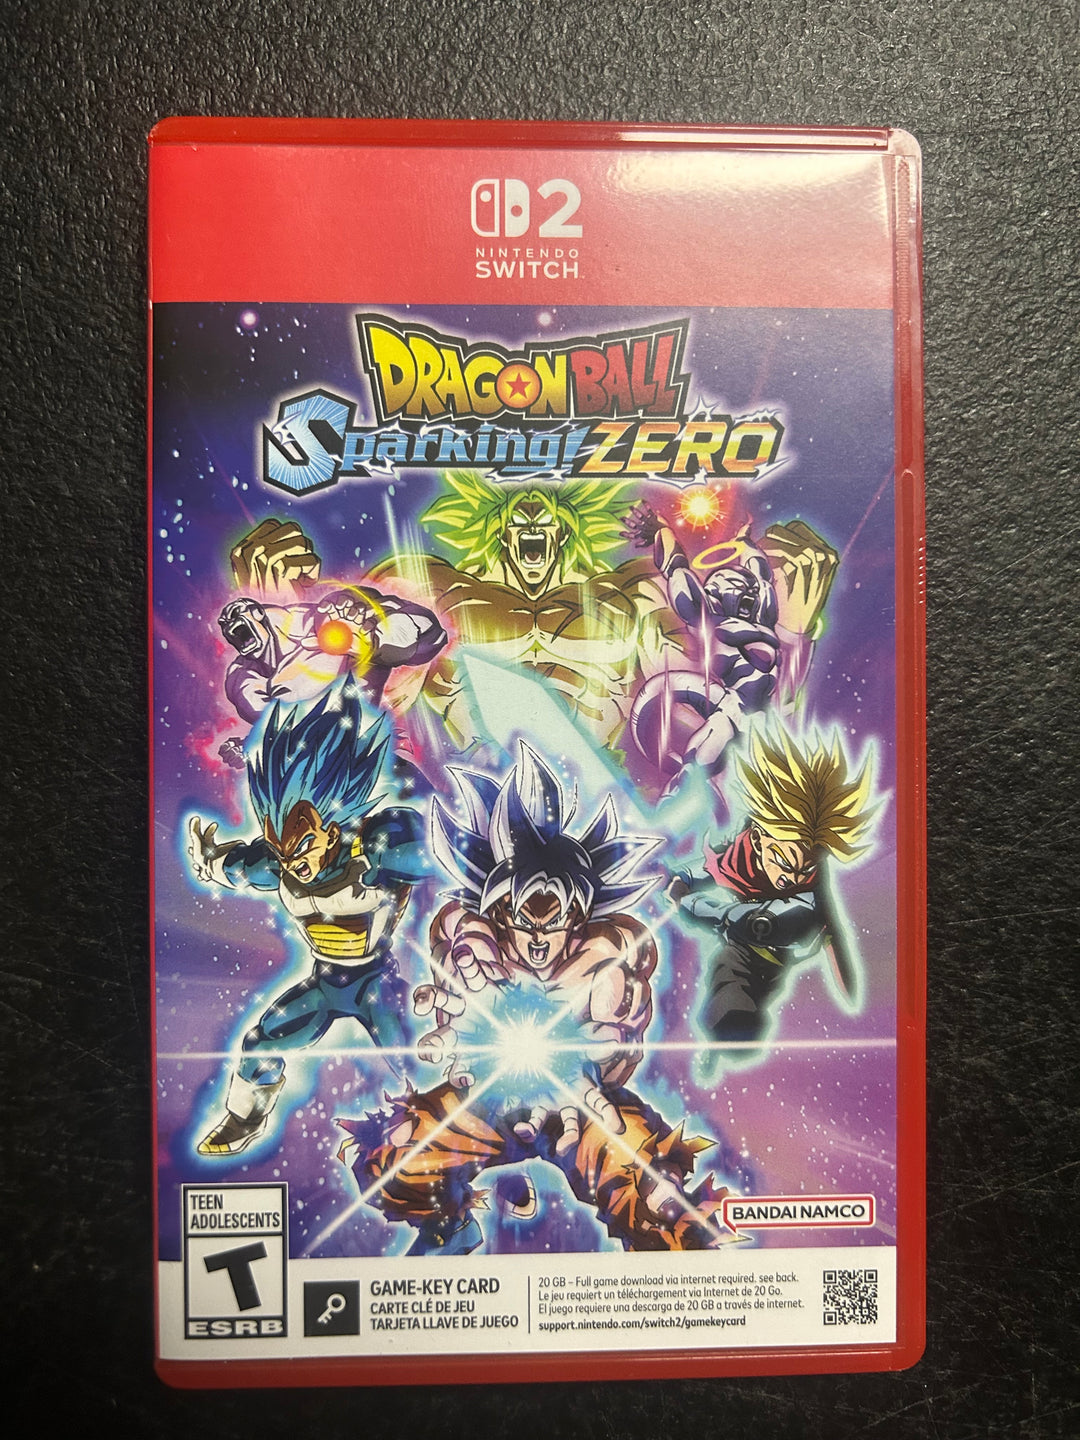 2
NINTENDO
SWITCH
DRAGON BALL
Sparking! ZERO
BANDAI NAMCO
TEEN
ADOLESCENTS
T
ESRB
GAME-KEY CARD
CARTE CLÉ DE JEU
TARJETA LLAVE DE JUEGO
20 GB – Full game download via internet required. see back.
Le jeu requiert un téléchargement via Internet de 20 Go.
El juego requiere una descarga de 20 GB a través de internet.
support.nintendo.com/switch2/gamekeycard